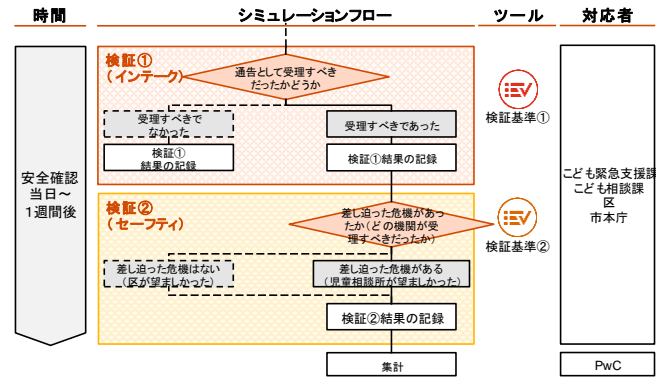 時間
シミュレーションフロー
ツール
対応者
検証①
（インテーク）
通告として受理すべき
だったかどうか
受理すべきで
なかった
受理すべきであった
検証①
結果の記録
検証①結果の記録
検証基準①
安全確認
当日～
1週間後
検証②
（セーフティ）
差し迫った危機があっ
たか（どの機関が受
理すべきだったか）
検証基準②
差し迫った危機はない
（区が望ましかった）
差し迫った危機がある
（児童相談所が望ましかった）
検証②結果の記録
集計
こども緊急支援課
こども相談課
区
市本庁
PwC